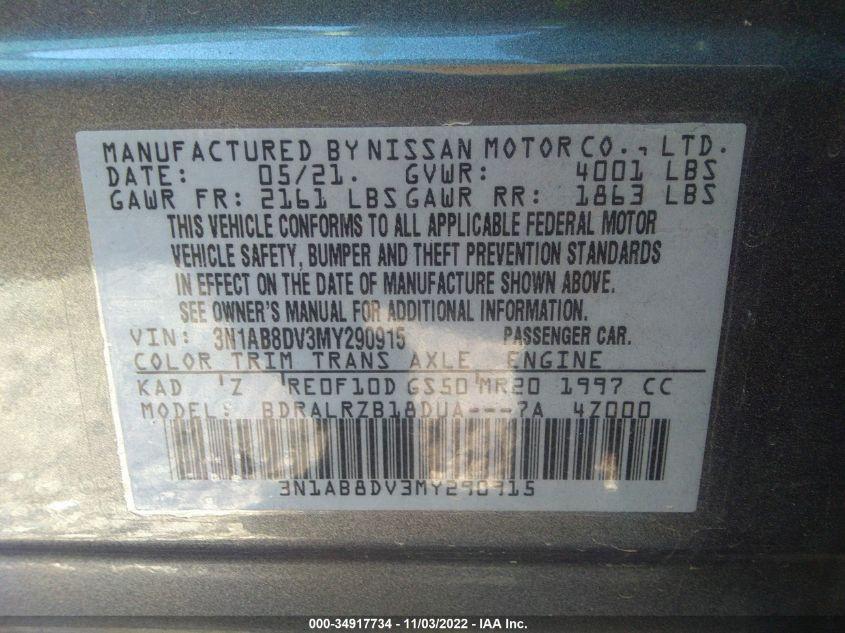 MANUFACTURED BY NISSAN MOTOR CO., LTD.
DATE: 05/21. GVWR: 4001 LBS
GAWR FR: 2161 LBS GAWR RR: 1863 LBS
THIS VEHICLE CONFORMS TO ALL APPLICABLE FEDERAL MOTOR
VEHICLE SAFETY, BUMPER AND THEFT PREVENTION STANDARDS
IN EFFECT ON THE DATE OF MANUFACTURE SHOWN ABOVE.
SEE OWNER'S MANUAL FOR ADDITIONAL INFORMATION.
VIN: 3N1AB8DV3MY290915 PASSENGER CAR.
COLOR TRIM TRANS AXLE ENGINE
KAD 'Z 'RE0F10D GS50'MR20 1997 CC
MODEL: BDRALRZB18DUA---7A 4Z000
3N1AB8DV3MY290915
000-34917734 - 11/03/2022 - IAA Inc.